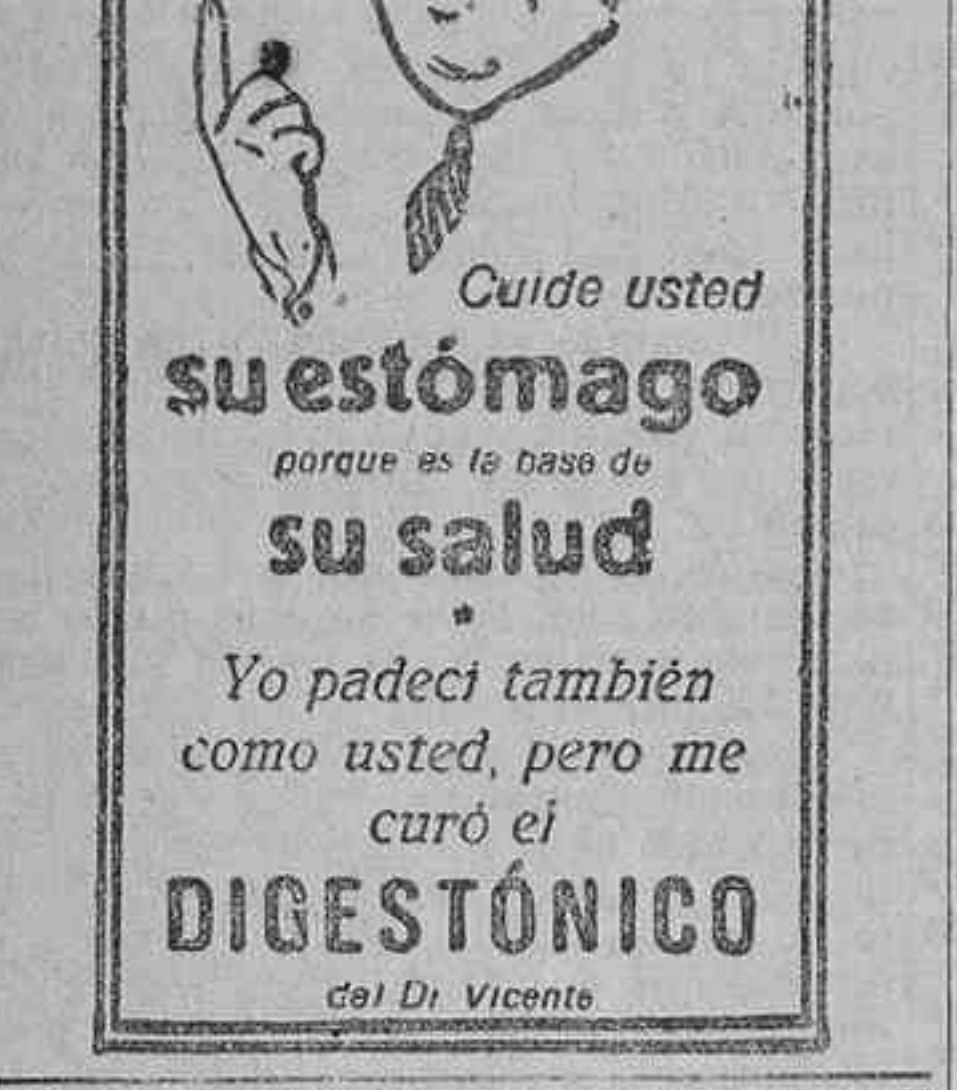 Cuide usted
su estómago
porque es la base de
su salud
*
Yo padecí también
como usted, pero me
curó el
DIGESTÓNICO
del Dr. Vicente